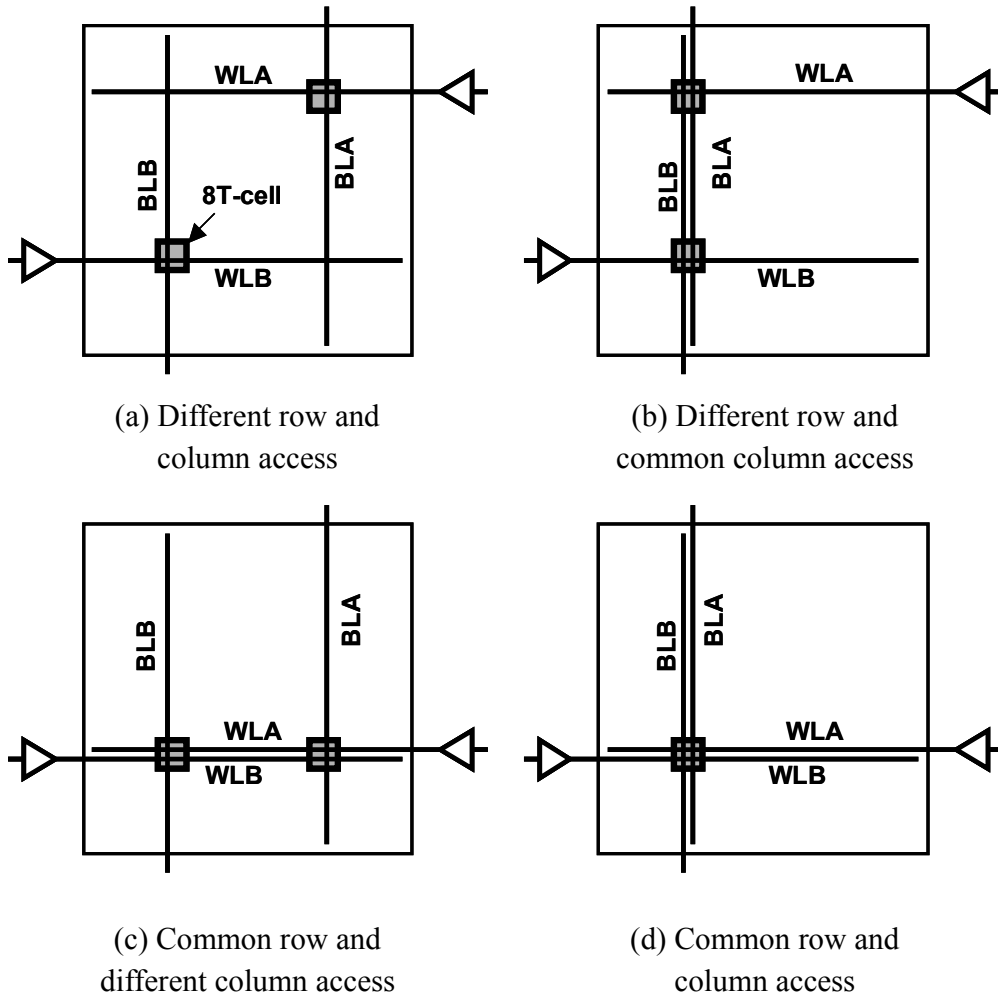 WLA
BLB
BLA
8T-cell
WLB
(a) Different row and
column access
WLA
BLB
BLA
WLB
(b) Different row and
common column access
BLB
BLA
WLA
WLB
(c) Common row and
different column access
BLB
BLA
WLA
WLB
(d) Common row and
column access